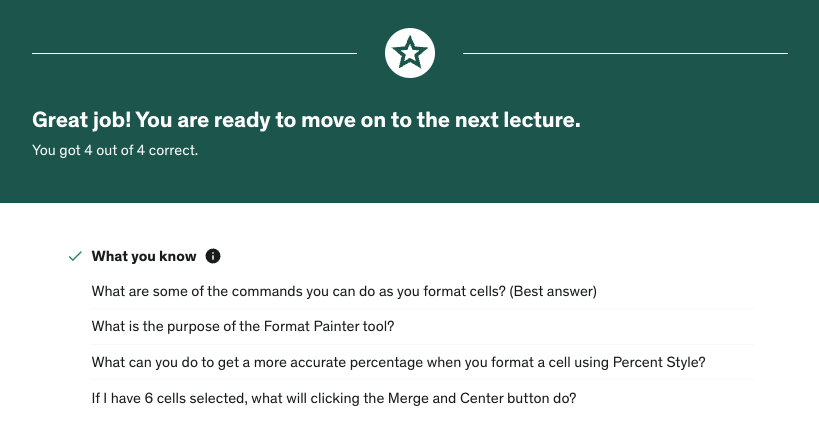 Great job! You are ready to move on to the next lecture.
You got 4 out of 4 correct.
What you know
What are some of the commands you can do as you format cells? (Best answer)
What is the purpose of the Format Painter tool?
What can you do to get a more accurate percentage when you format a cell using Percent Style?
If I have 6 cells selected, what will clicking the Merge and Center button do?